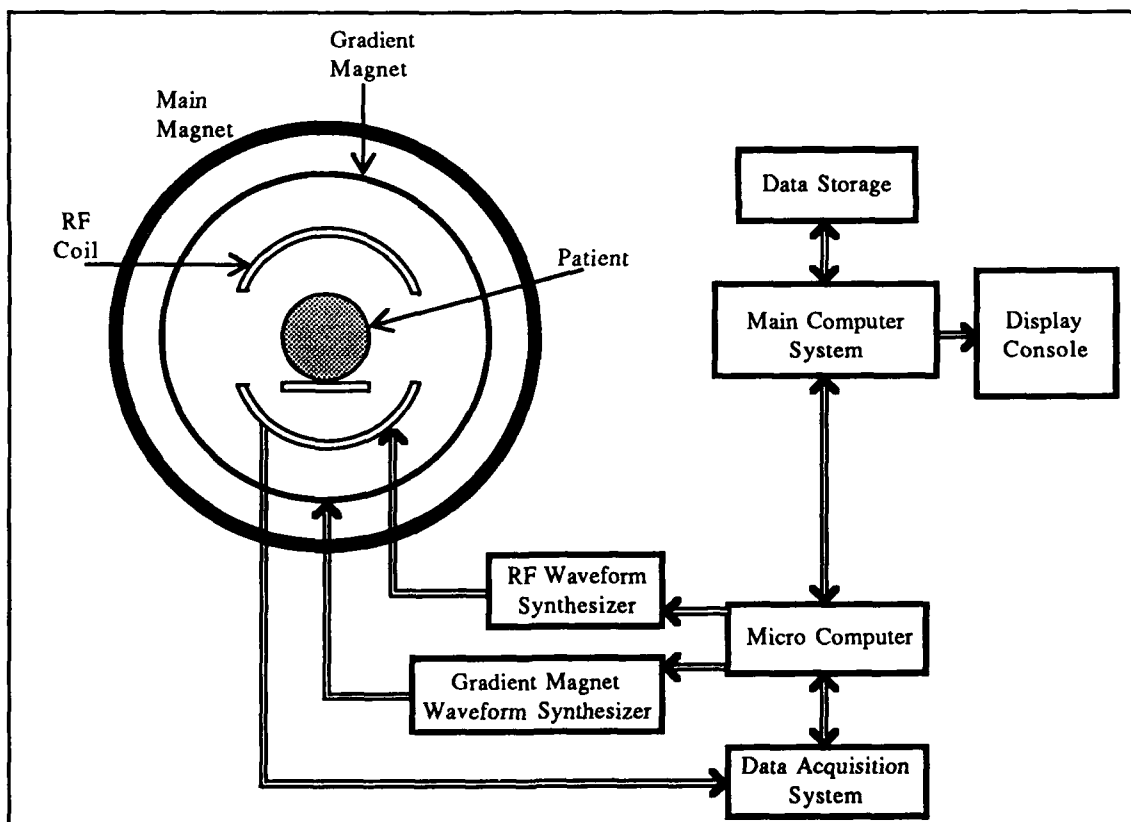 Gradient
Magnet
Main
Magnet
RF
Coil
Patient
Data Storage
Main Computer
System
Display
Console
RF Waveform
Synthesizer
Micro Computer
Gradient Magnet
Waveform Synthesizer
Data Acquisition
System